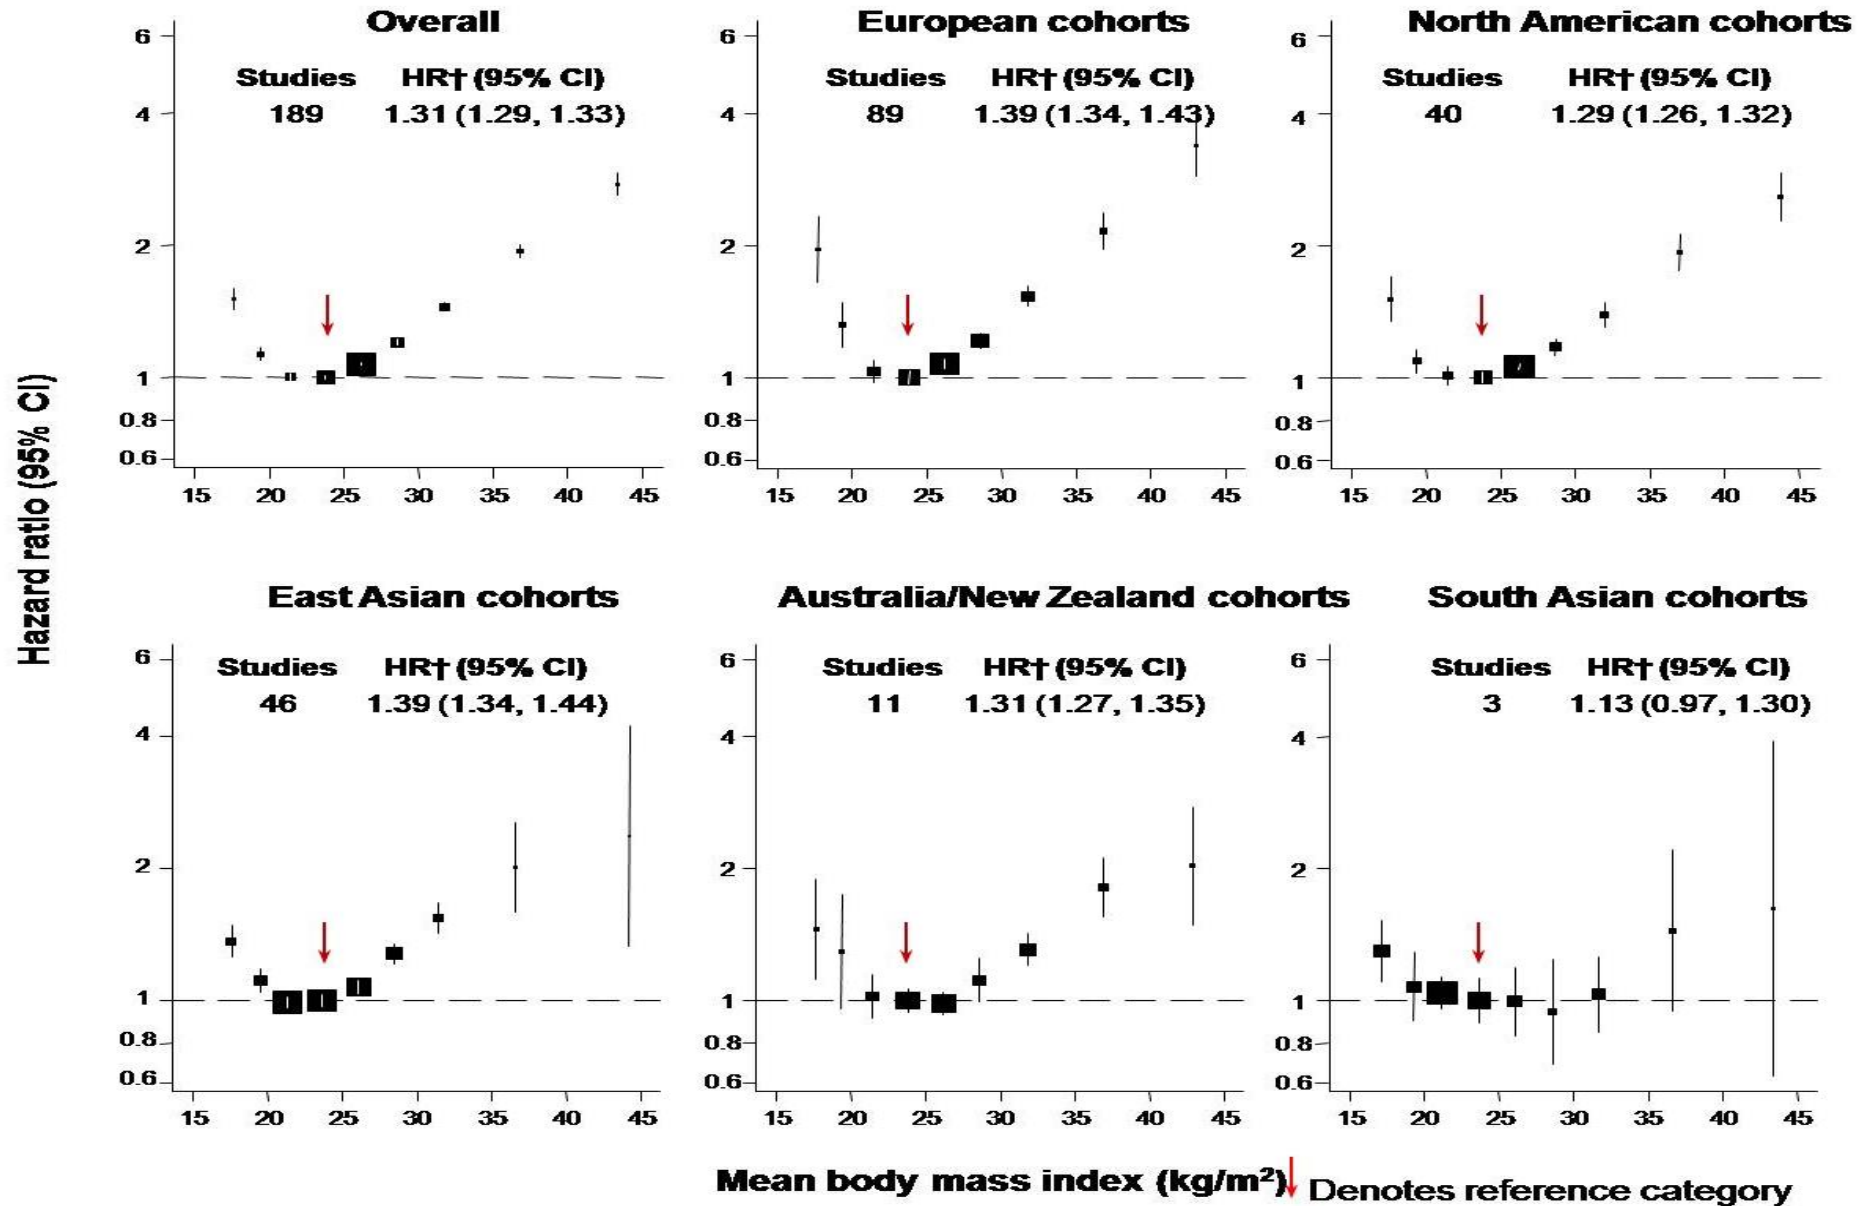 Hazard ratio (95% CI)
Overall
Studies HR† (95% CI)
189 1.31 (1.29, 1.33)
6
4
2
1
0.8
0.6
15 20 25 30 35 40 45
European cohorts
Studies HR† (95% CI)
89 1.39 (1.34, 1.43)
6
4
2
1
0.8
0.6
15 20 25 30 35 40 45
North American cohorts
Studies HR† (95% CI)
40 1.29 (1.26, 1.32)
6
4
2
1
0.8
0.6
15 20 25 30 35 40 45
East Asian cohorts
Studies HR† (95% CI)
46 1.39 (1.34, 1.44)
6
4
2
1
0.8
0.6
15 20 25 30 35 40 45
Australia/New Zealand cohorts
Studies HR† (95% CI)
11 1.31 (1.27, 1.35)
6
4
2
1
0.8
0.6
15 20 25 30 35 40 45
South Asian cohorts
Studies HR† (95% CI)
3 1.13 (0.97, 1.30)
6
4
2
1
0.8
0.6
15 20 25 30 35 40 45
Mean body mass index (kg/m²)
Denotes reference category